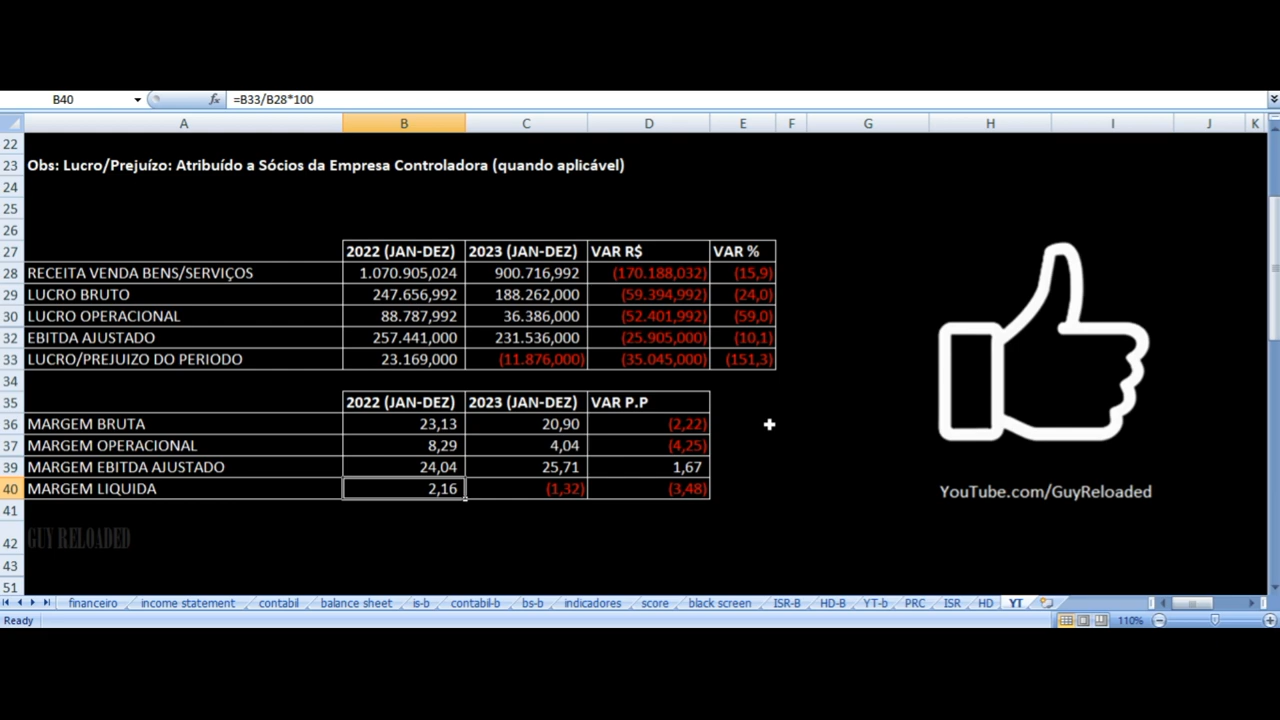 B40 fx =B33/B28*100
A B C D E F G H I J K
22
23 Obs: Lucro/Prejuízo: Atribuído a Sócios da Empresa Controladora (quando aplicável)
24
25
26
27 2022 (JAN-DEZ) 2023 (JAN-DEZ) VAR R$ VAR %
28 RECEITA VENDA BENS/SERVIÇOS 1.070.905,024 900.716,992 (170.188,032) (15,9)
29 LUCRO BRUTO 247.656,992 188.262,000 (59.394,992) (24,0)
30 LUCRO OPERACIONAL 88.787,992 36.386,000 (52.401,992) (59,0)
32 EBITDA AJUSTADO 257.441,000 231.536,000 (25.905,000) (10,1)
33 LUCRO/PREJUIZO DO PERIODO 23.169,000 (11.876,000) (35.045,000) (151,3)
34
35 2022 (JAN-DEZ) 2023 (JAN-DEZ) VAR P.P
36 MARGEM BRUTA 23,13 20,90 (2,22)
37 MARGEM OPERACIONAL 8,29 4,04 (4,25)
39 MARGEM EBITDA AJUSTADO 24,04 25,71 1,67
40 MARGEM LIQUIDA 2,16 (1,32) (3,48)
YouTube.com/GuyReloaded
41
42 GUY RELOADED
43
51
financeiro income statement contabil balance sheet is-b contabil-b bs-b indicadores score black screen ISR-B HD-B YT-b PRC ISR HD YT
Ready 110%